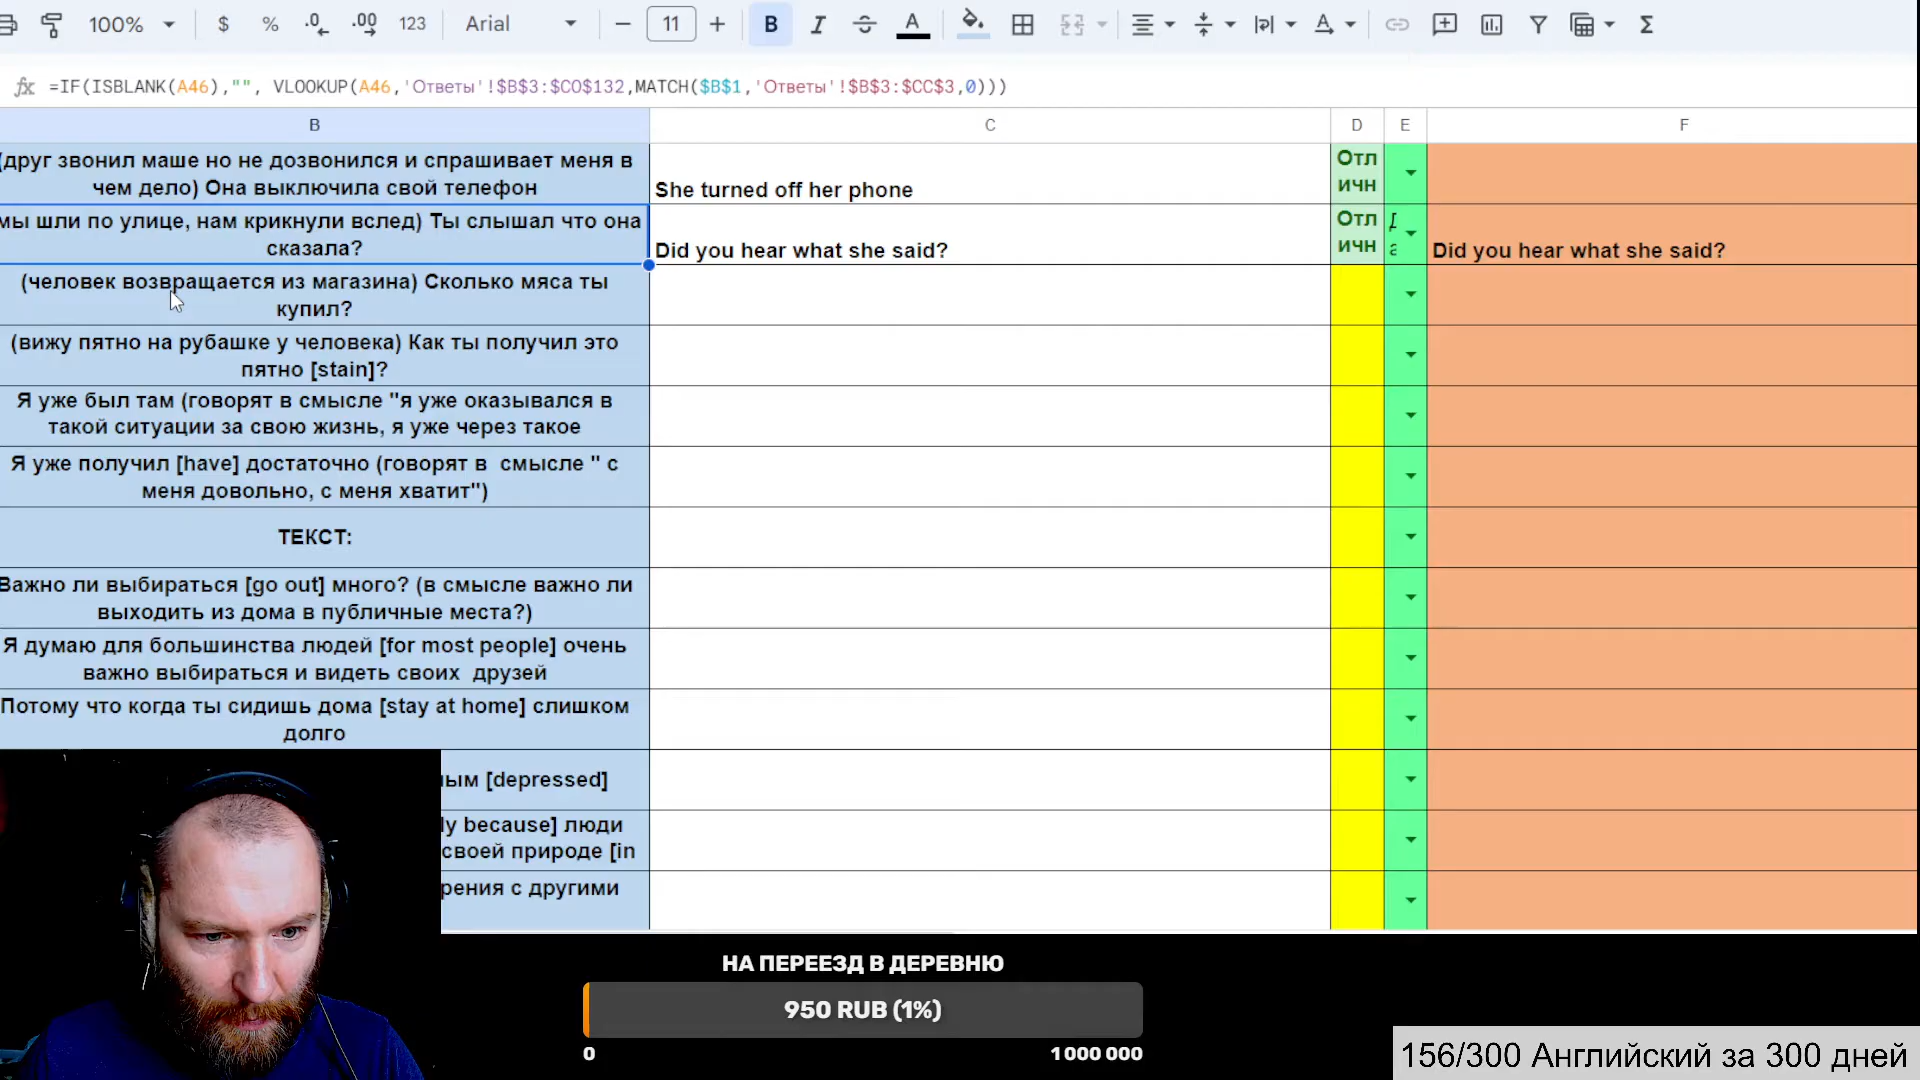 100% $ % .0 .00 123 Arial 11 B I A Σ
fx =IF(ISBLANK(A46),"", VLOOKUP(A46,'Ответы'!$B$3:$CO$132,MATCH($B$1,'Ответы'!$B$3:$CC$3,0)))
B C D E F
(друг звонил маше но не дозвонился и спрашивает меня в
чем дело) Она выключила свой телефон
She turned off her phone
Отл
ичн
мы шли по улице, нам крикнули вслед) Ты слышал что она
сказала?
Did you hear what she said?
Отл
ичн
Did you hear what she said?
(человек возвращается из магазина) Сколько мяса ты
купил?
(вижу пятно на рубашке у человека) Как ты получил это
пятно [stain]?
Я уже был там (говорят в смысле "я уже оказывался в
такой ситуации за свою жизнь, я уже через такое
Я уже получил [have] достаточно (говорят в смысле " с
меня довольно, с меня хватит")
ТЕКСТ:
Важно ли выбираться [go out] много? (в смысле важно ли
выходить из дома в публичные места?)
Я думаю для большинства людей [for most people] очень
важно выбираться и видеть своих друзей
Потому что когда ты сидишь дома [stay at home] слишком
долго
ым [depressed]
ly because] люди
своей природе [in
рения с другими
НА ПЕРЕЕЗД В ДЕРЕВНЮ
950 RUB (1%)
0 1 000 000
156/300 Английский за 300 дней